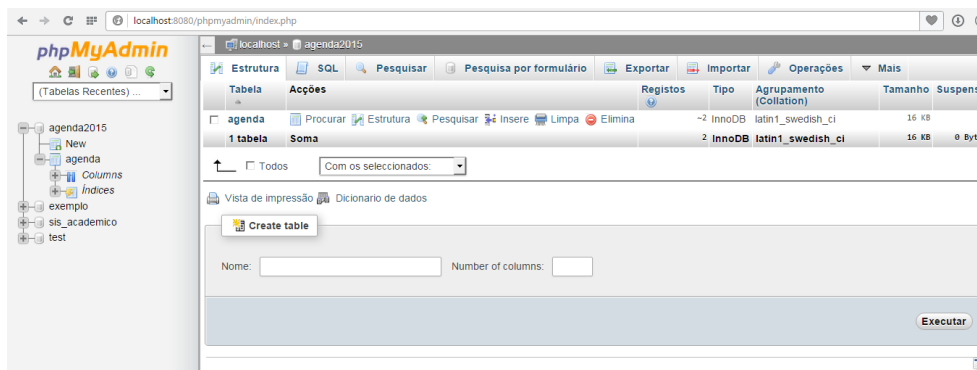 localhost:8080/phpmyadmin/index.php
phpMyAdmin
(Tabelas Recentes) ...
agenda2015
New
agenda
Columns
Índices
exemplo
sis_academico
test
localhost » agenda2015
Estrutura SQL Pesquisar Pesquisa por formulário Exportar Importar Operações Mais
Tabela Acções Registos Tipo Agrupamento (Collation) Tamanho Suspens
agenda Procurar Estrutura Pesquisar Insere Limpa Elimina ~2 InnoDB latin1_swedish_ci 16 KB
1 tabela Soma 2 InnoDB latin1_swedish_ci 16 KB 0 Byt
Todos Com os seleccionados:
Vista de impressão Dicionario de dados
Create table
Nome: Number of columns:
Executar